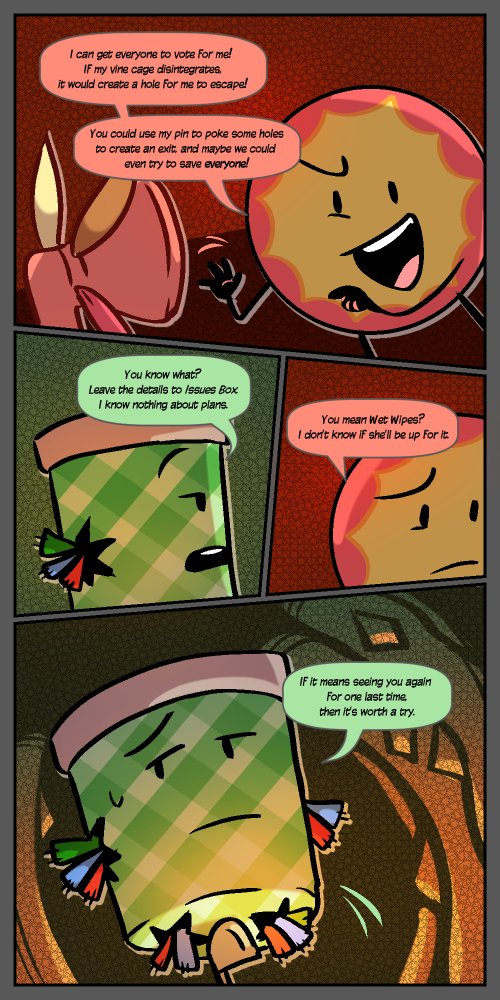 I can get everyone to vote For me!
IF my vine cage disintegrates,
it would create a hole For me to escape!
You could use my pin to poke some holes
to create an exit, and maybe we could
even try to save everyone!
You know what?
Leave the details to Issues Box.
I know nothing about plans.
You mean Wet Wipes?
I don't know iF she'll be up For it.
IF it means seeing you again
For one last time,
then it's worth a try.